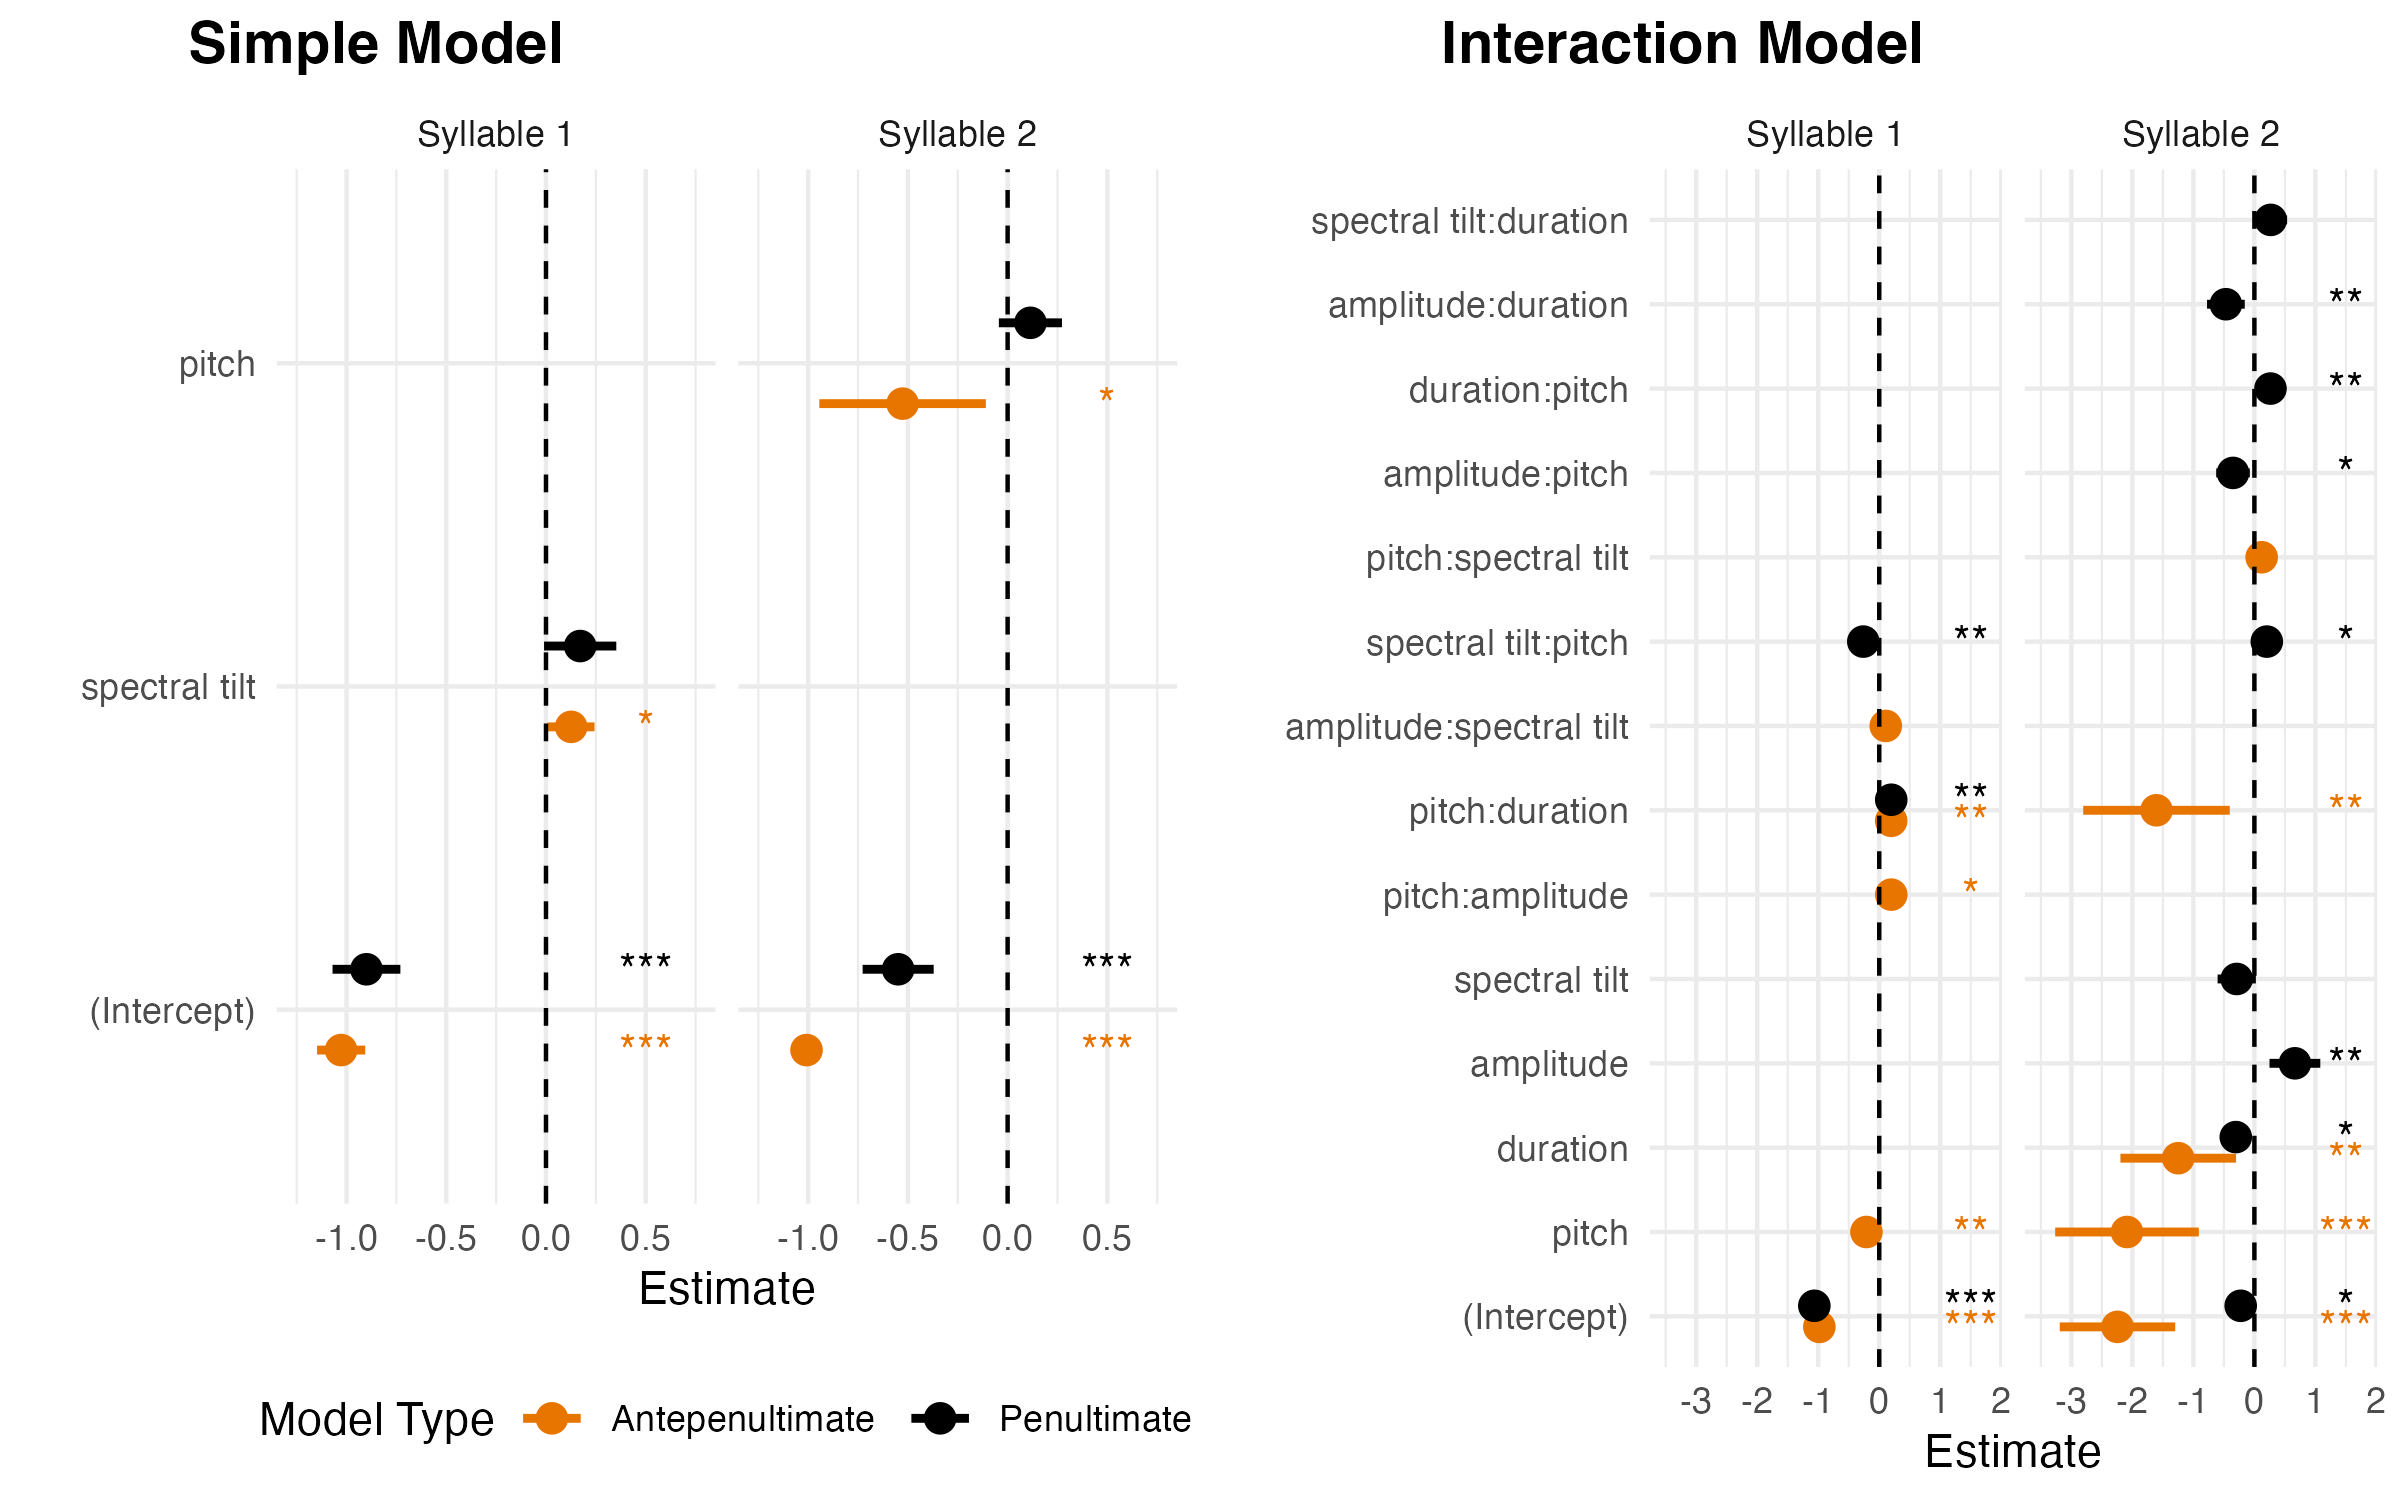 Simple Model
Syllable 1
Syllable 2
pitch
*
spectral tilt
*
(Intercept)
*** ***
*** ***
-1.0 -0.5 0.0 0.5 -1.0 -0.5 0.0 0.5
Estimate
Model Type Antepenultimate Penultimate
Interaction Model
Syllable 1
Syllable 2
spectral tilt:duration
amplitude:duration **
duration:pitch **
amplitude:pitch *
pitch:spectral tilt
spectral tilt:pitch ** *
amplitude:spectral tilt
**
pitch:duration ** **
pitch:amplitude *
spectral tilt
amplitude **
*
duration **
pitch ** ***
*** *
(Intercept) *** ***
-3 -2 -1 0 1 2 -3 -2 -1 0 1 2
Estimate